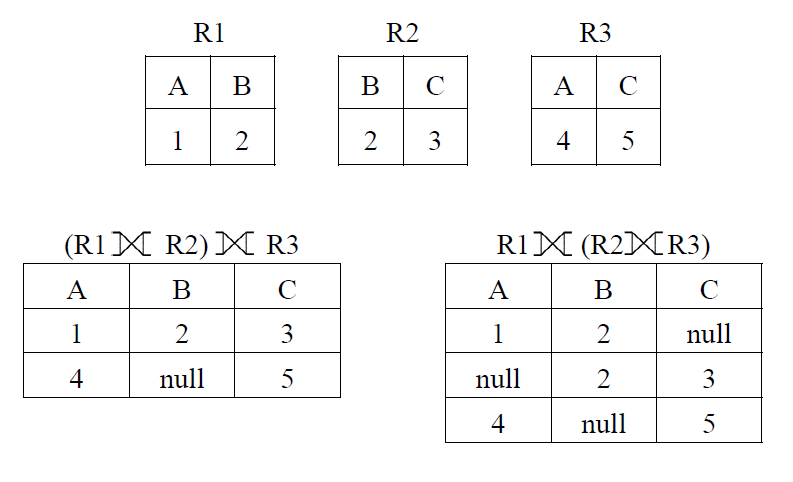 R1 R2 R3
A B B C A C
1 2 2 3 4 5
(R1 ⟗ R2) ⟗ R3 R1 ⟗ (R2 ⟗ R3)
A B C A B C
1 2 3 1 2 null
4 null 5 null 2 3
4 null 5